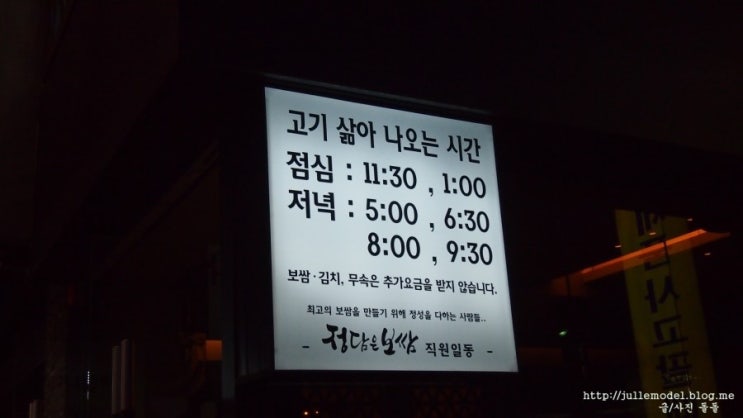 고기 삶아 나오는 시간
점심 : 11:30 , 1:00
저녁 : 5:00 , 6:30
8:00 , 9:30
보쌈·김치, 무속은 추가요금을 받지 않습니다.
최고의 보쌈을 만들기 위해 정성을 다하는 사람들..
- 정담은보쌈 직원일동 -
http://jullemodel.blog.me
글/사진 돌돌